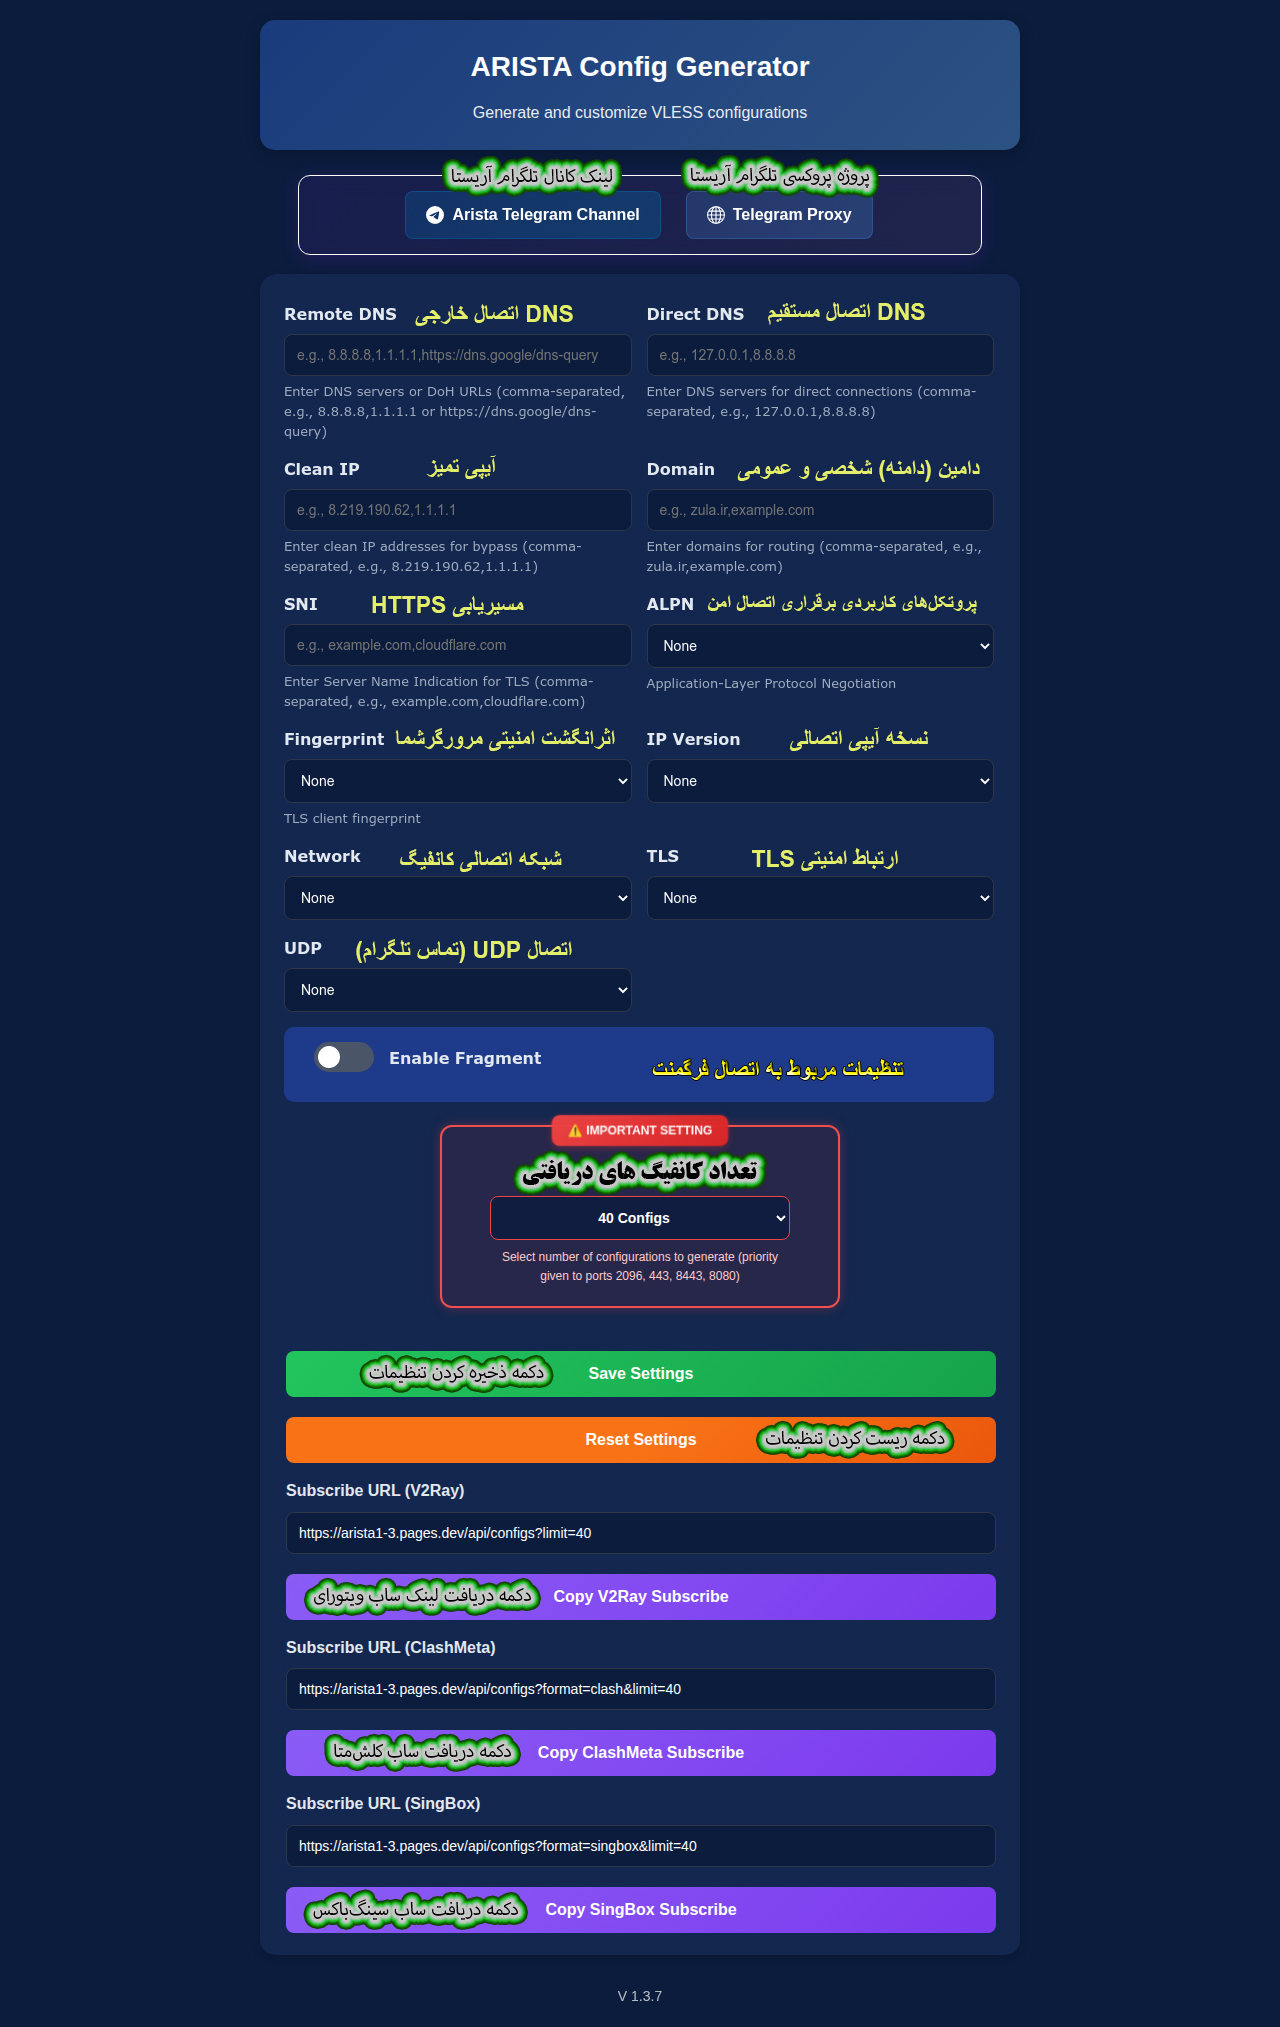 ARISTA Config Generator
Generate and customize VLESS configurations
لینک کانال تلگرام آریستا
پروژه پروکسی تلگرام آریستا
Arista Telegram Channel
Telegram Proxy
Remote DNS
DNS اتصال خارجی
Direct DNS
DNS اتصال مستقیم
e.g., 8.8.8.8,1.1.1.1,https://dns.google/dns-query
e.g., 127.0.0.1,8.8.8.8
Enter DNS servers or DoH URLs (comma-separated,
e.g., 8.8.8.8,1.1.1.1 or https://dns.google/dns-
query)
Enter DNS servers for direct connections (comma-
separated, e.g., 127.0.0.1,8.8.8.8)
Clean IP
آیپی تمیز
Domain
دامین (دامنه) شخصی و عمومی
e.g., 8.219.190.62,1.1.1.1
e.g., zula.ir,example.com
Enter clean IP addresses for bypass (comma-
separated, e.g., 8.219.190.62,1.1.1.1)
Enter domains for routing (comma-separated, e.g.,
zula.ir,example.com)
SNI
مسیریابی HTTPS
ALPN
پروتکل‌های کاربردی برقراری اتصال امن
e.g., example.com,cloudflare.com
None
Enter Server Name Indication for TLS (comma-
separated, e.g., example.com,cloudflare.com)
Application-Layer Protocol Negotiation
Fingerprint
اثرانگشت امنیتی مرورگرشما
IP Version
نسخه آیپی اتصالی
None
None
TLS client fingerprint
Network
شبکه اتصالی کانفیگ
TLS
ارتباط امنیتی TLS
None
None
UDP
اتصال UDP (تماس تلگرام)
None
Enable Fragment
تنظیمات مربوط به اتصال فرگمنت
⚠️ IMPORTANT SETTING
تعداد کانفیگ های دریافتی
40 Configs
Select number of configurations to generate (priority
given to ports 2096, 443, 8443, 8080)
دکمه ذخیره کردن تنظیمات
Save Settings
Reset Settings
دکمه ریست کردن تنظیمات
Subscribe URL (V2Ray)
https://arista1-3.pages.dev/api/configs?limit=40
دکمه دریافت لینک ساب ویتورای
Copy V2Ray Subscribe
Subscribe URL (ClashMeta)
https://arista1-3.pages.dev/api/configs?format=clash&limit=40
دکمه دریافت ساب کلش‌متا
Copy ClashMeta Subscribe
Subscribe URL (SingBox)
https://arista1-3.pages.dev/api/configs?format=singbox&limit=40
دکمه دریافت ساب سینگ‌باکس
Copy SingBox Subscribe
V 1.3.7